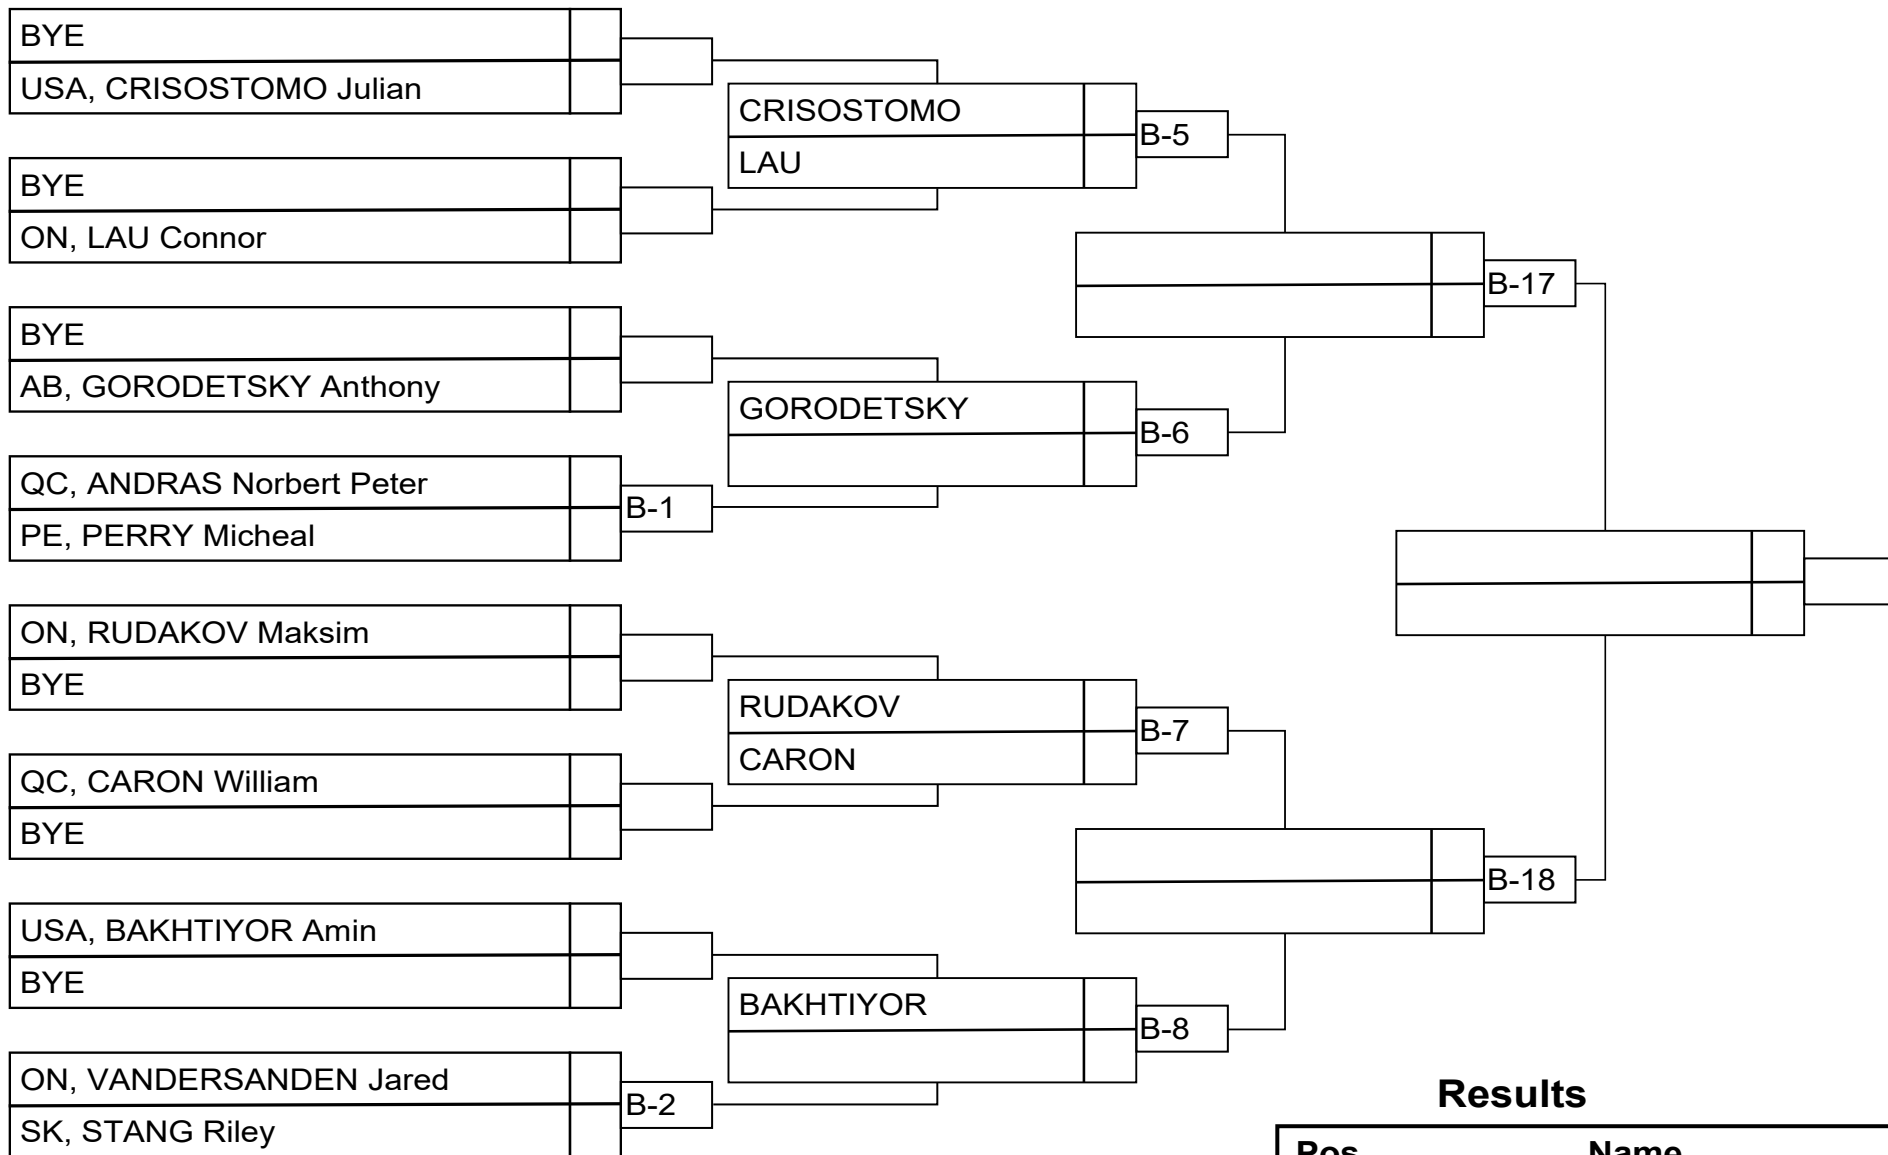 BYE
USA, CRISOSTOMO Julian
BYE
ON, LAU Connor
BYE
AB, GORODETSKY Anthony
QC, ANDRAS Norbert Peter
PE, PERRY Micheal
B-1
ON, RUDAKOV Maksim
BYE
QC, CARON William
BYE
USA, BAKHTIYOR Amin
BYE
ON, VANDERSANDEN Jared
SK, STANG Riley
B-2
CRISOSTOMO
LAU
B-5
GORODETSKY
B-6
RUDAKOV
CARON
B-7
BAKHTIYOR
B-8
B-17
B-18
Results
Pos Name